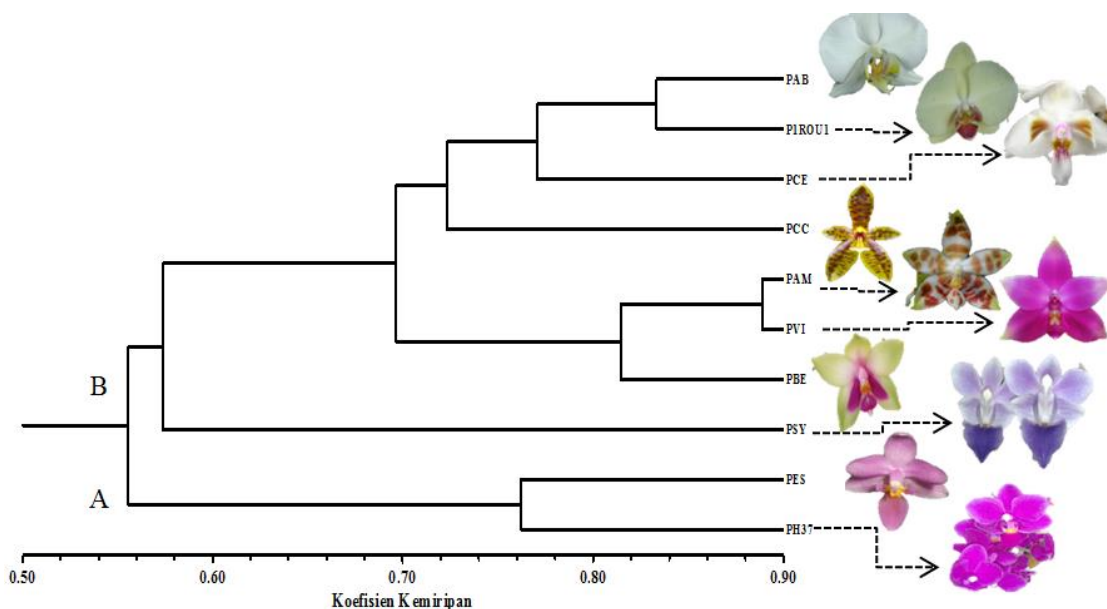 PAB
P1ROU1
PCE
PCC
PAM
PVI
PBE
B
PSY
PES
A
PH37
0.50 0.60 0.70 0.80 0.90
Koefisien Kemiripan